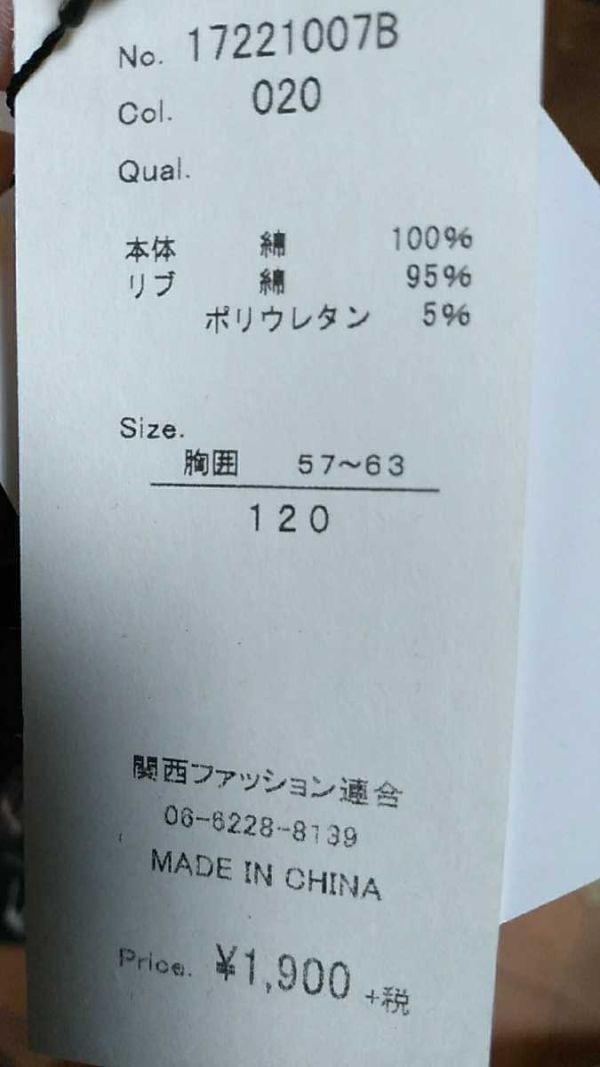 No. 17221007B
Col. 020
Qual.
本体 綿 100%
リブ 綿 95%
ポリウレタン 5%
Size.
胸囲 57~63
120
関西ファッション連合
06-6228-8139
MADE IN CHINA
Price. ¥1,900 +税